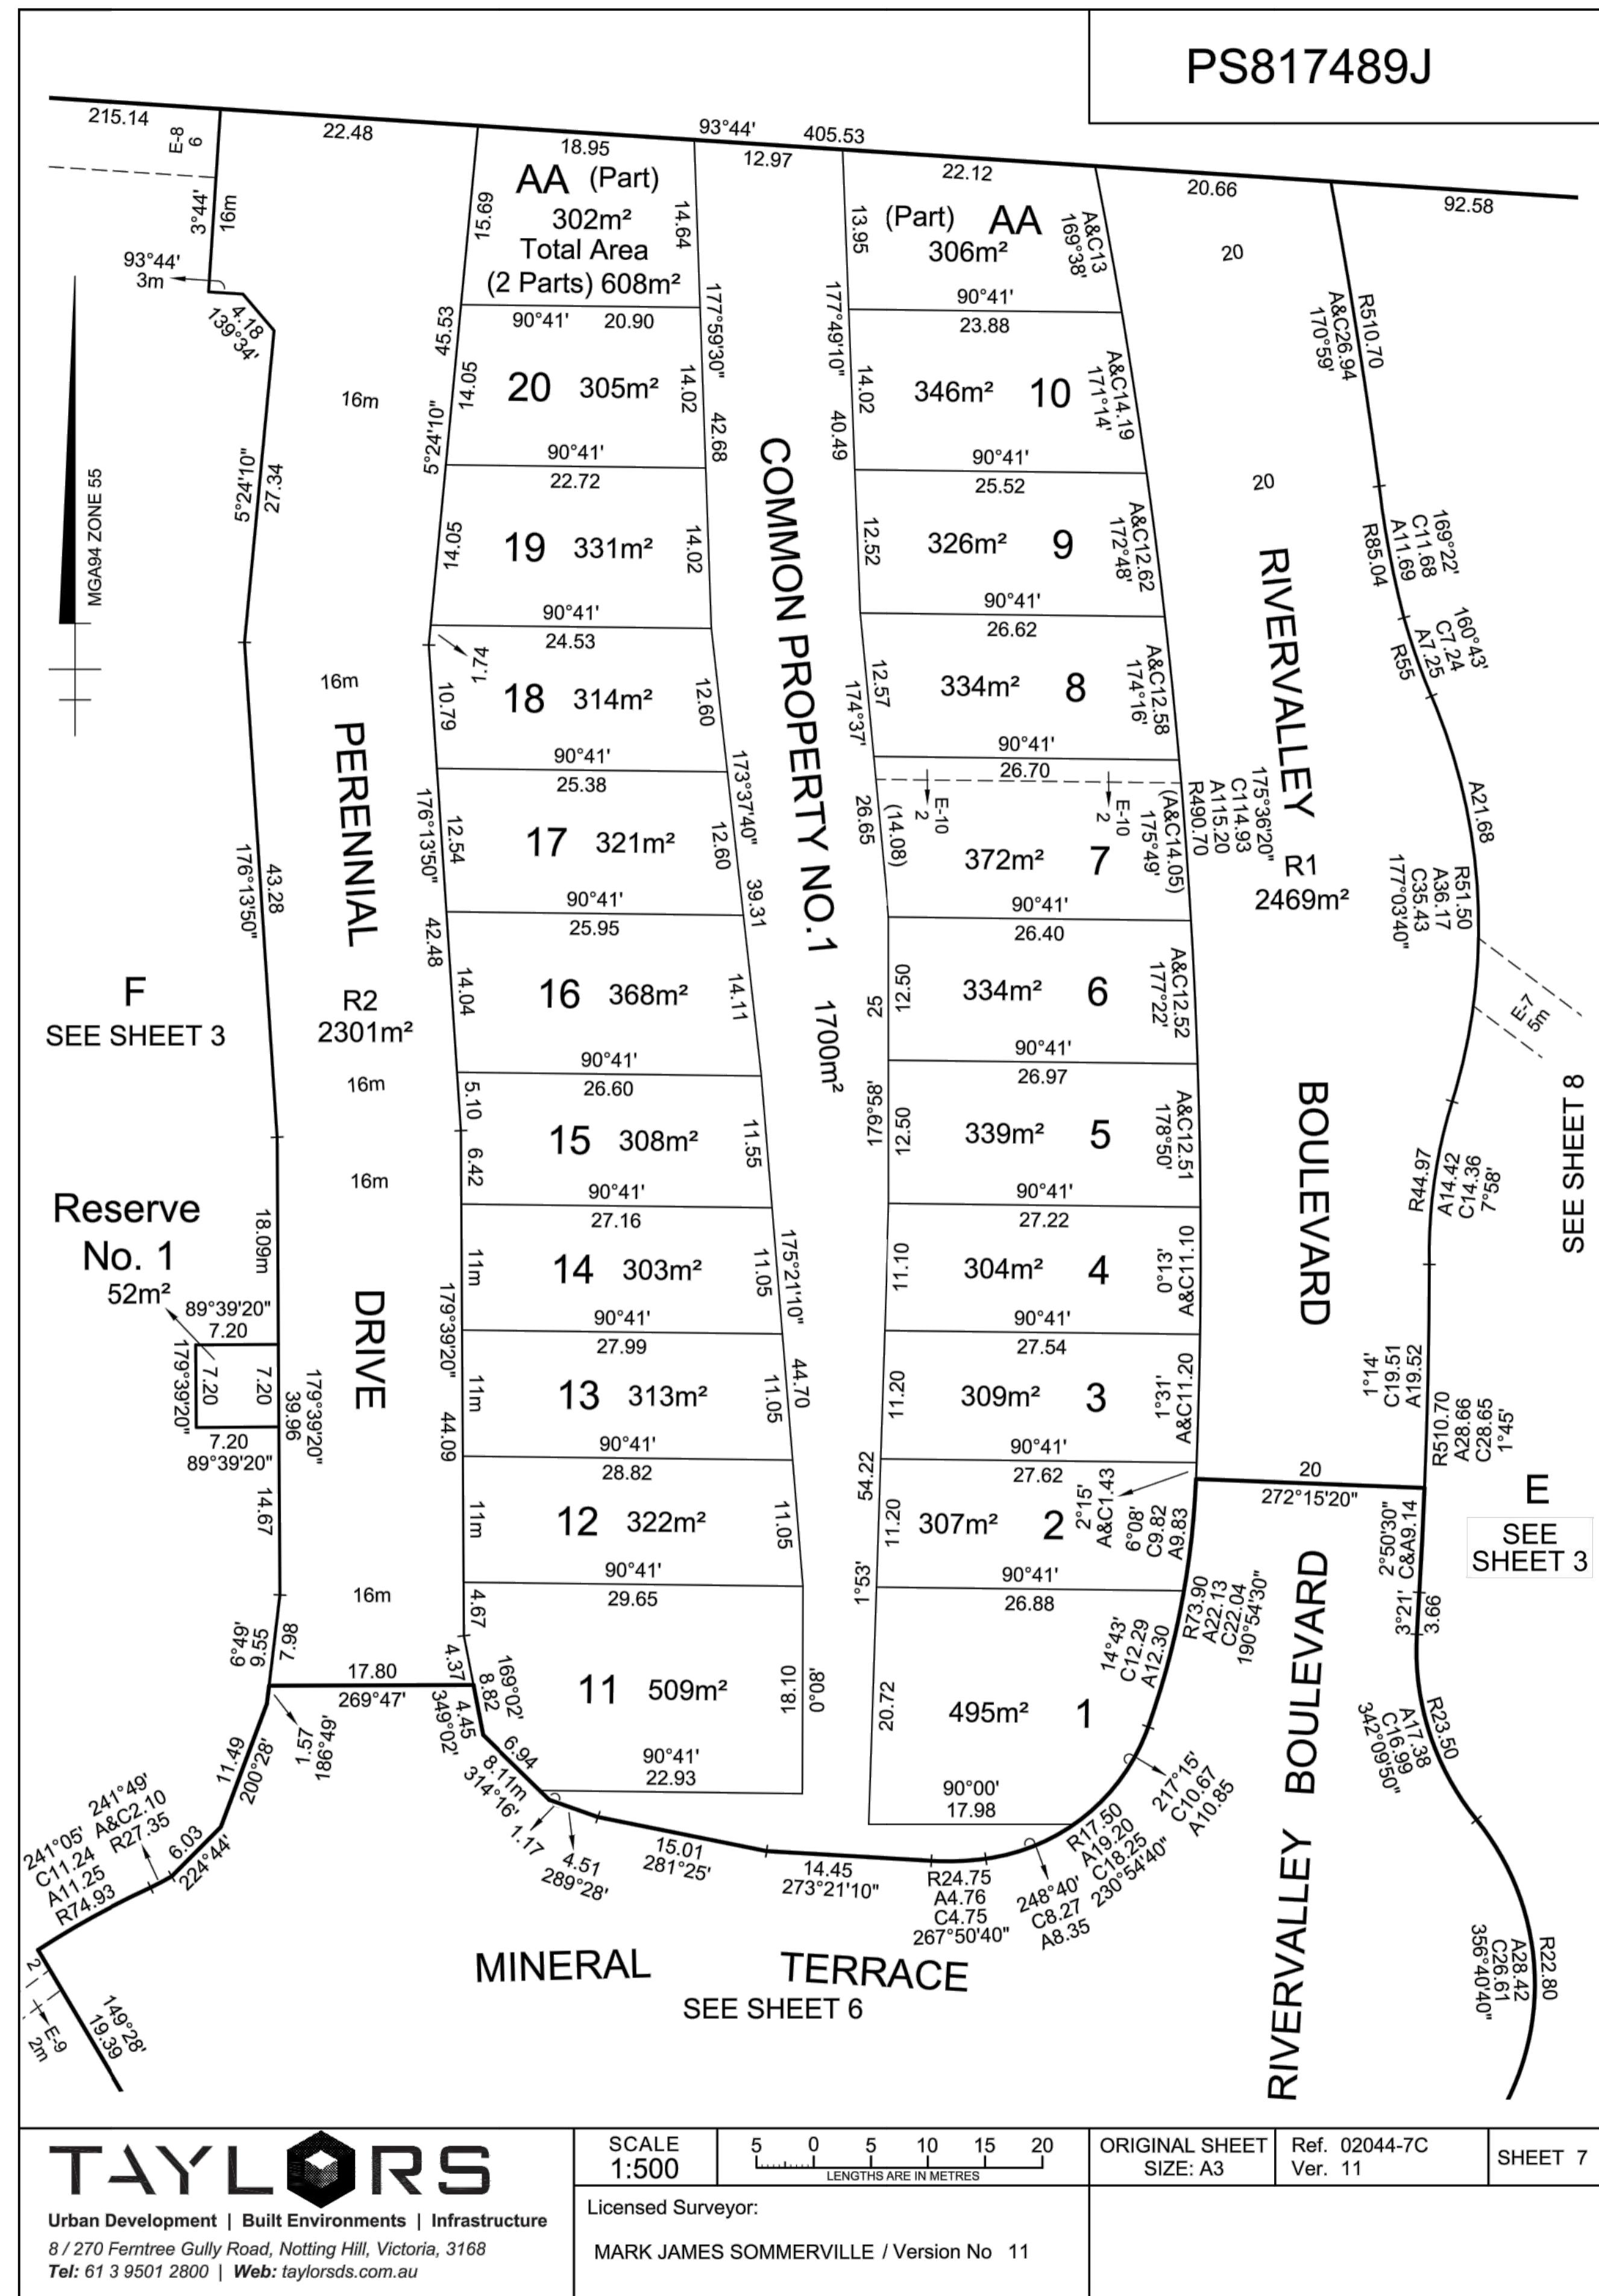 PS817489J
215.14
E-8
6
22.48
93°44' 405.53
18.95
12.97
22.12
20.66
92.58
3°44'
16m
93°44'
3m
4.18
139°34'
15.69
AA (Part)
302m²
Total Area
(2 Parts) 608m²
14.64
13.95
(Part) AA
306m²
A&C13
169°38'
20
90°41'
90°41' 20.90
23.88
45.53
177°59'30"
177°49'10"
R510.70
A&C26.94
170°59'
16m
14.05
20 305m²
14.02
14.02
346m² 10
A&C14.19
171°14'
5°24'10"
42.68
40.49
90°41'
22.72
90°41'
25.52
20
5°24'10"
27.34
MGA94 ZONE 55
14.05
19 331m²
14.02
12.52
326m² 9
A&C12.62
172°48'
R85.04
A11.69
C11.68
169°22'
90°41'
24.53
90°41'
26.62
1.74
R55
A7.25
C7.24
160°43'
16m
10.79
18 314m²
12.60
COMMON PROPERTY NO.1
1700m²
12.57
174°37'
334m² 8
A&C12.58
174°16'
90°41'
25.38
90°41'
26.70
PERENNIAL
DRIVE
RIVERVALLEY
BOULEVARD
173°37'40"
39.31
26.65
(14.08)
E-10
2
E-10
2
(A&C14.05)
175°49'
R490.70
A115.20
C114.93
175°36'20"
A21.68
176°13'50"
12.54
17 321m²
12.60
372m² 7
R1
2469m²
176°13'50"
43.28
90°41'
25.95
90°41'
26.40
R51.50
A36.17
C35.43
177°03'40"
42.48
F
SEE SHEET 3
R2
2301m²
14.04
16 368m²
14.11
25
12.50
334m² 6
A&C12.52
177°22'
E-7
5m
16m
90°41'
26.60
90°41'
26.97
SEE SHEET 8
5.10
6.42
15 308m²
11.55
179°58'
12.50
339m² 5
A&C12.51
178°50'
16m
R44.97
A14.42
C14.36
7°58'
90°41'
27.16
90°41'
27.22
Reserve
No. 1
52m²
18.09m
89°39'20"
7.20
11m
14 303m²
11.05
175°21'10"
11.10
304m² 4
A&C11.10
0°13'
179°39'20"
90°41'
27.99
90°41'
27.54
179°39'20"
7.20
7.20
179°39'20"
39.96
11m
13 313m²
11.05
44.70
11.20
309m² 3
A&C11.20
1°31'
1°14'
C19.51
A19.52
44.09
7.20
89°39'20"
90°41'
28.82
90°41'
27.62
R510.70
A28.66
C28.65
1°45'
20
272°15'20"
E
SEE
SHEET 3
14.67
11m
12 322m²
11.05
54.22
11.20
307m² 2
2°15'
A&C1.43
6°08'
C9.82
A9.83
2°50'30"
C&A9.14
1°53'
90°41'
29.65
90°41'
26.88
16m
4.67
R73.90
A22.13
C22.04
190°54'30"
3°21'
3.66
6°49'
9.55
7.98
17.80
269°47'
4.37
8.82
169°02'
4.45
349°02'
11 509m²
18.10
0°08'
20.72
495m² 1
14°43'
C12.29
A12.30
RIVERVALLEY BOULEVARD
R23.50
A17.38
C16.99
342°09'50"
1.57
186°49'
11.49
200°28'
6.94
8.11m
314°16'
90°41'
22.93
90°00'
17.98
217°15'
C10.67
A10.85
241°49'
A&C2.10
R27.35
241°05'
C11.24
A11.25
R74.93
6.03
224°44'
1.17
4.51
289°28'
15.01
281°25'
14.45
273°21'10"
R24.75
A4.76
C4.75
267°50'40"
248°40'
C8.27
A8.35
R17.50
A19.20
C18.25
230°54'40"
R22.80
A28.42
C26.61
356°40'40"
2
E-9
2m
149°28'
19.39
MINERAL TERRACE
SEE SHEET 6
TAYLORS
Urban Development | Built Environments | Infrastructure
8 / 270 Ferntree Gully Road, Notting Hill, Victoria, 3168
Tel: 61 3 9501 2800 | Web: taylorsds.com.au
SCALE
1:500
5 0 5 10 15 20
LENGTHS ARE IN METRES
ORIGINAL SHEET
SIZE: A3
Ref. 02044-7C
Ver. 11
SHEET 7
Licensed Surveyor:
MARK JAMES SOMMERVILLE / Version No 11